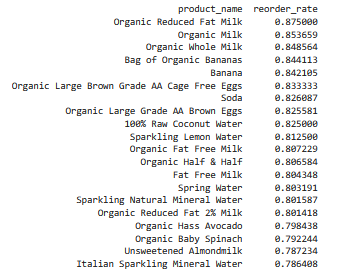 product_name reorder_rate
Organic Reduced Fat Milk 0.875000
Organic Milk 0.853659
Organic Whole Milk 0.848564
Bag of Organic Bananas 0.844113
Banana 0.842105
Organic Large Brown Grade AA Cage Free Eggs 0.833333
Soda 0.826087
Organic Large Grade AA Brown Eggs 0.825581
100% Raw Coconut Water 0.825000
Sparkling Lemon Water 0.812500
Organic Fat Free Milk 0.807229
Organic Half & Half 0.806584
Fat Free Milk 0.804348
Spring Water 0.803191
Sparkling Natural Mineral Water 0.801587
Organic Reduced Fat 2% Milk 0.801418
Organic Hass Avocado 0.798438
Organic Baby Spinach 0.792244
Unsweetened Almondmilk 0.787234
Italian Sparkling Mineral Water 0.786408